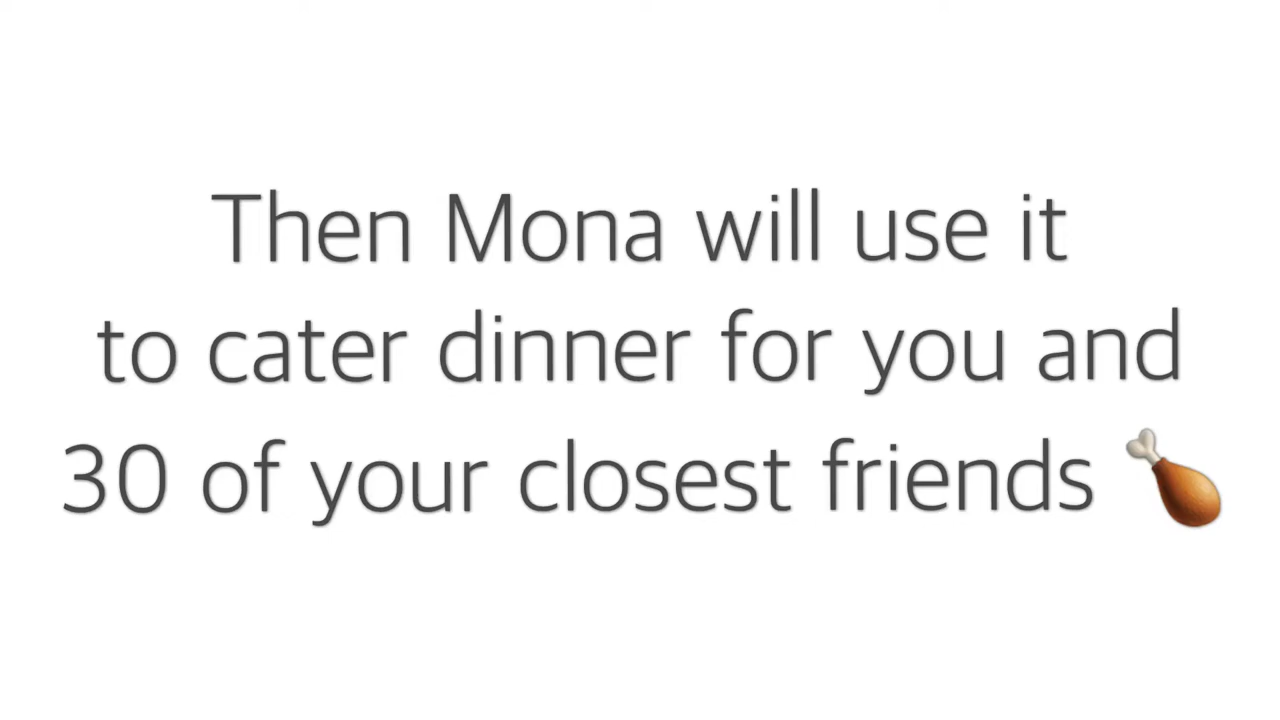 Then Mona will use it
to cater dinner for you and
30 of your closest friends 🍗